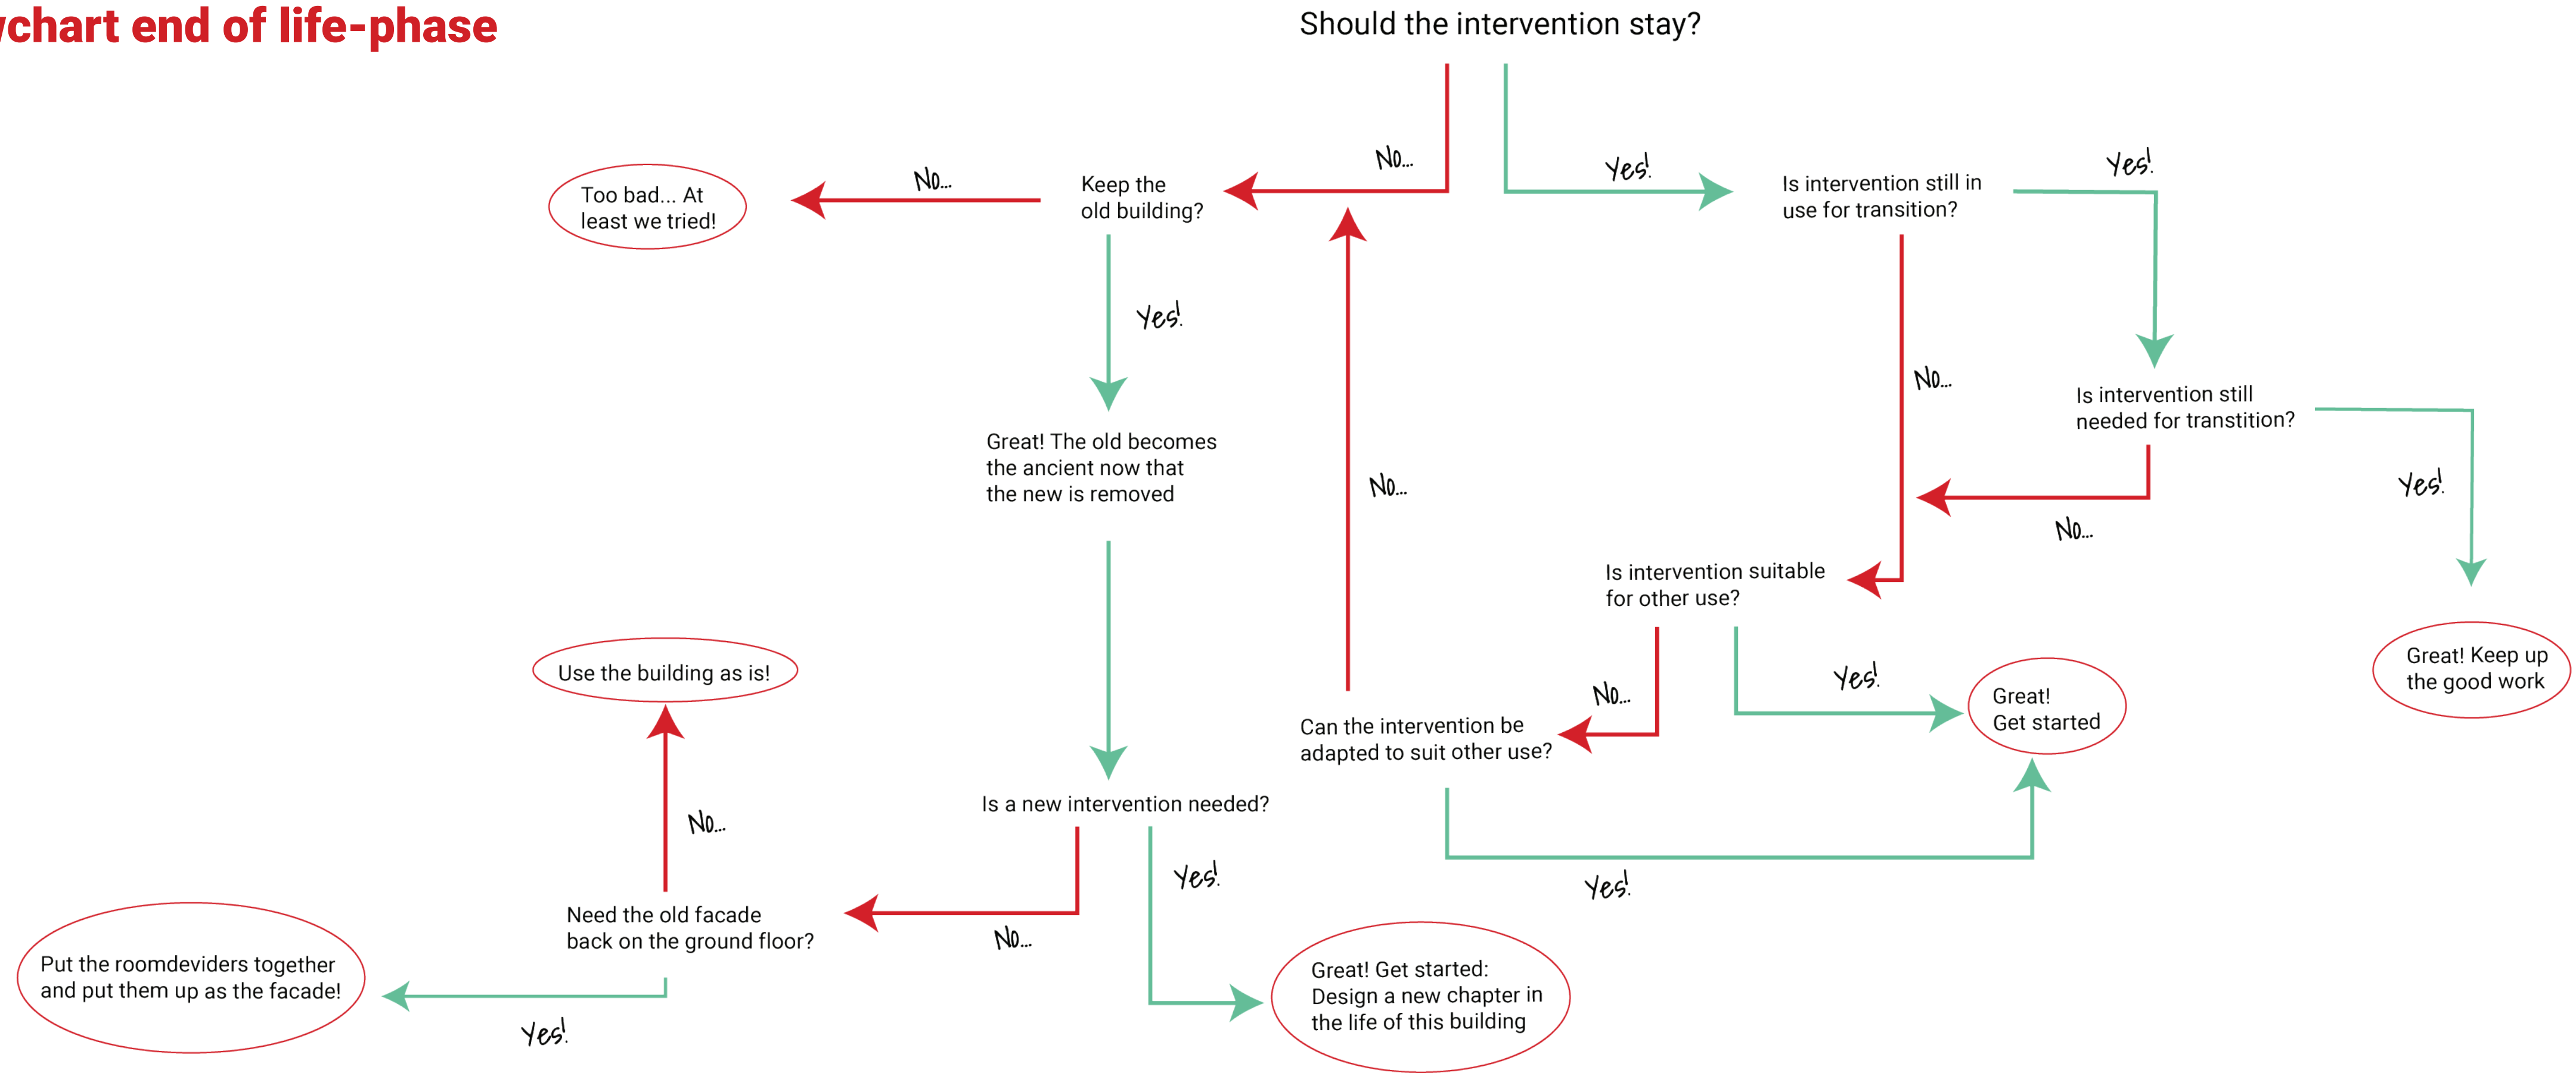 chart end of life-phase
Should the intervention stay?
No...
Yes!
Yes!
No...
Too bad... At
least we tried!
Keep the
old building?
Is intervention still in
use for transition?
Yes!
No...
Is intervention still
needed for transtition?
Great! The old becomes
the ancient now that
the new is removed
No...
Yes!
No...
Is intervention suitable
for other use?
Great! Keep up
the good work
Use the building as is!
No...
Yes!
Great!
Get started
Can the intervention be
adapted to suit other use?
Is a new intervention needed?
No...
Yes!
Yes!
Need the old facade
back on the ground floor?
No...
Put the roomdeviders together
and put them up as the facade!
Yes!
Great! Get started:
Design a new chapter in
the life of this building